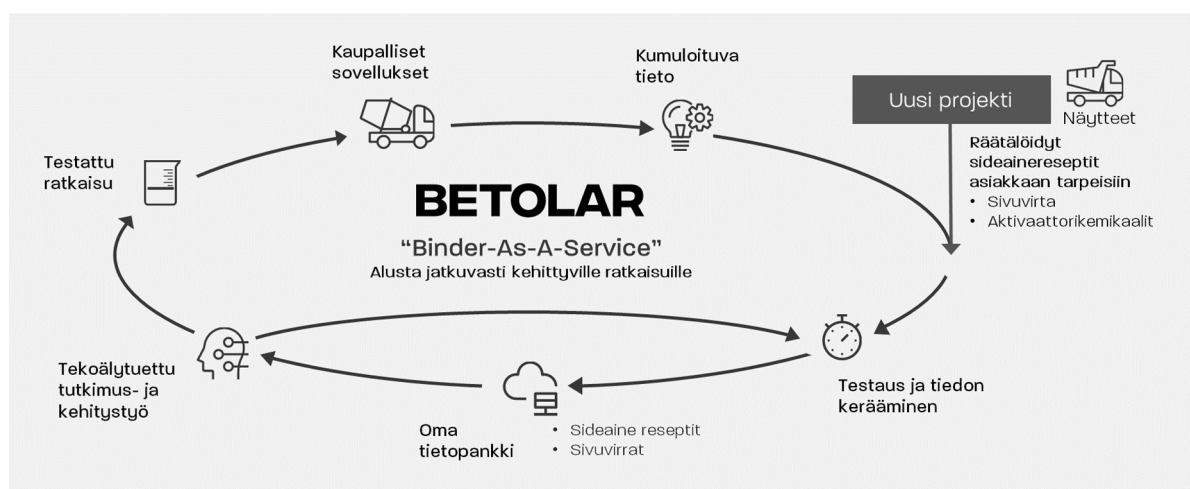 Kaupalliset
sovellukset
Kumuloituva
tieto
Uusi projekti
Näytteet
Räätälöidyt
sideainereseptit
asiakkaan tarpeisiin
• Sivuvirta
• Aktivaattorikemikaalit
Testattu
ratkaisu
BETOLAR
“Binder-As-A-Service”
Alusta jatkuvasti kehittyville ratkaisuille
Tekoälytuettu
tutkimus- ja
kehitystyö
Testaus ja tiedon
kerääminen
Oma
tietopankki
• Sideaine reseptit
• Sivuvirrat